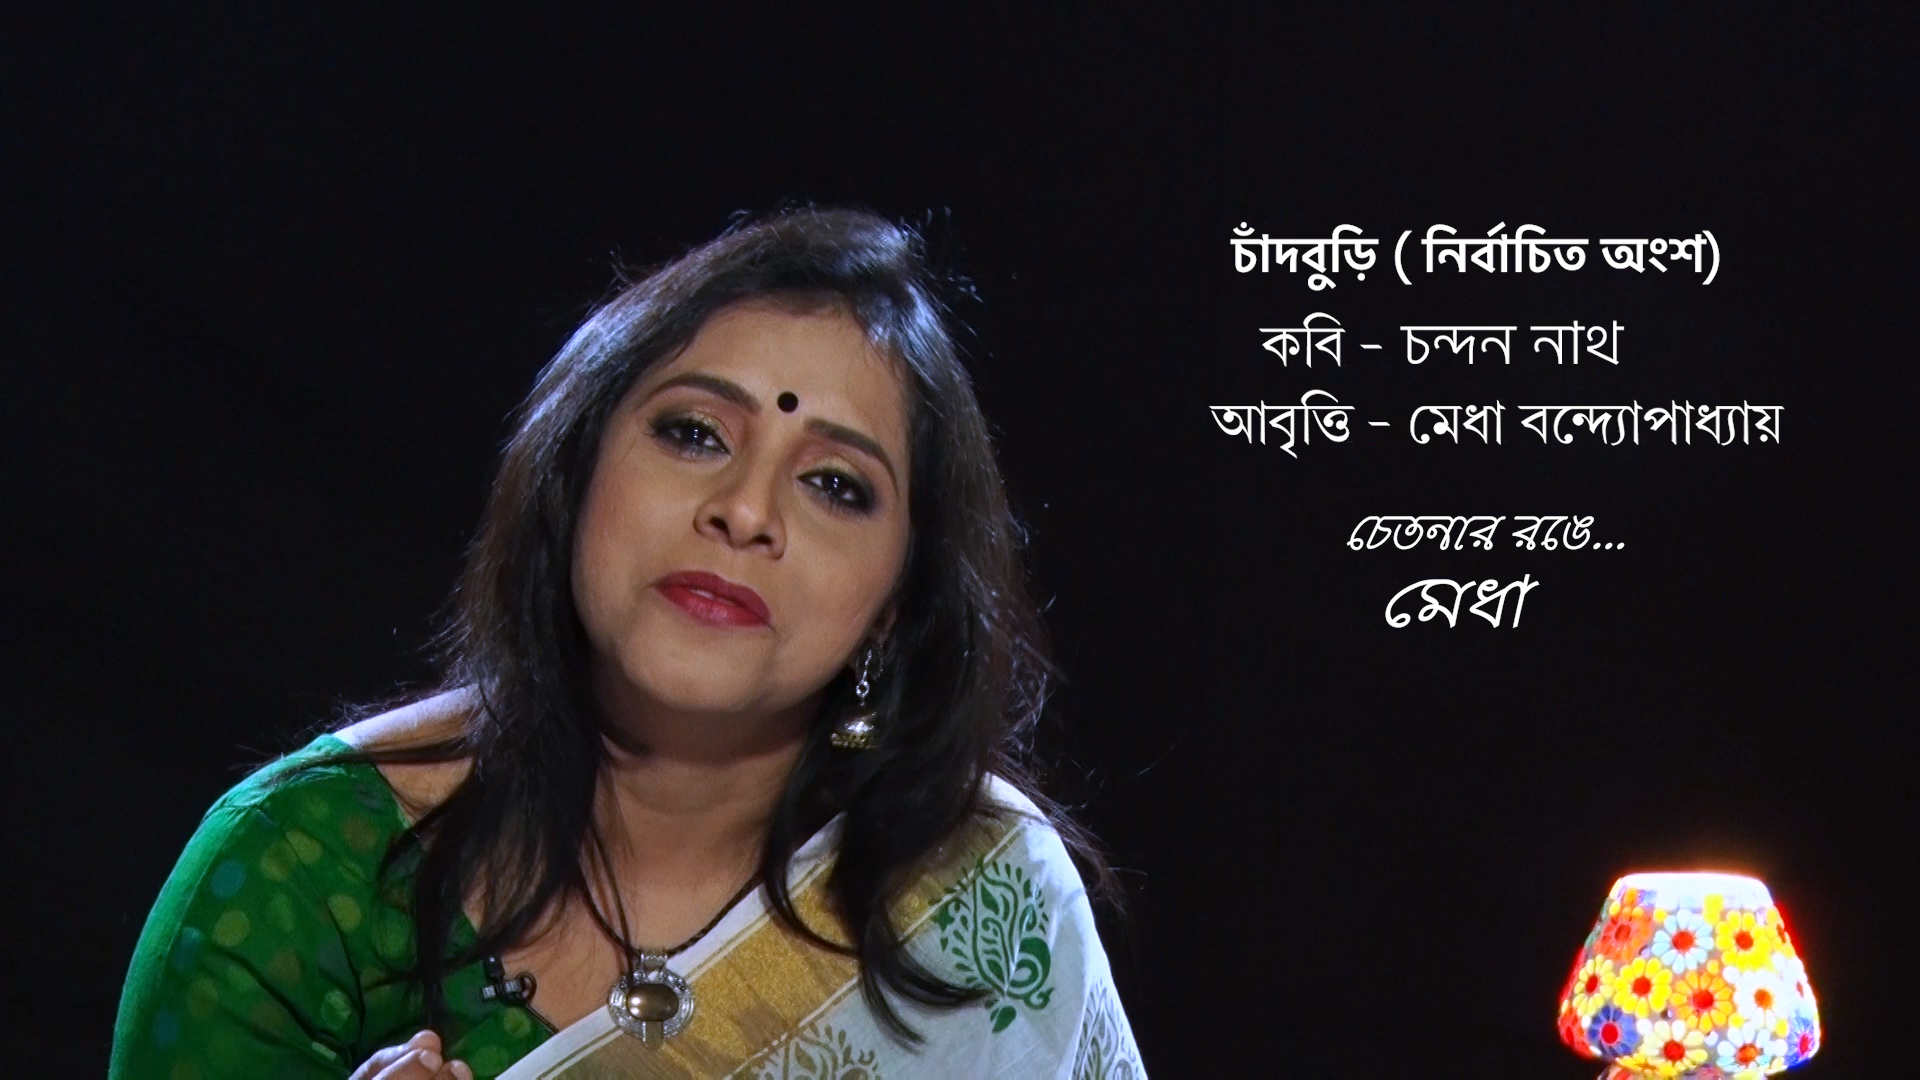 চাঁদবুড়ি ( নির্বাচিত অংশ)
কবি - চন্দন নাথ
আবৃত্তি - মেধা বন্দ্যোপাধ্যায়
চেতনার রঙে...
মেধা